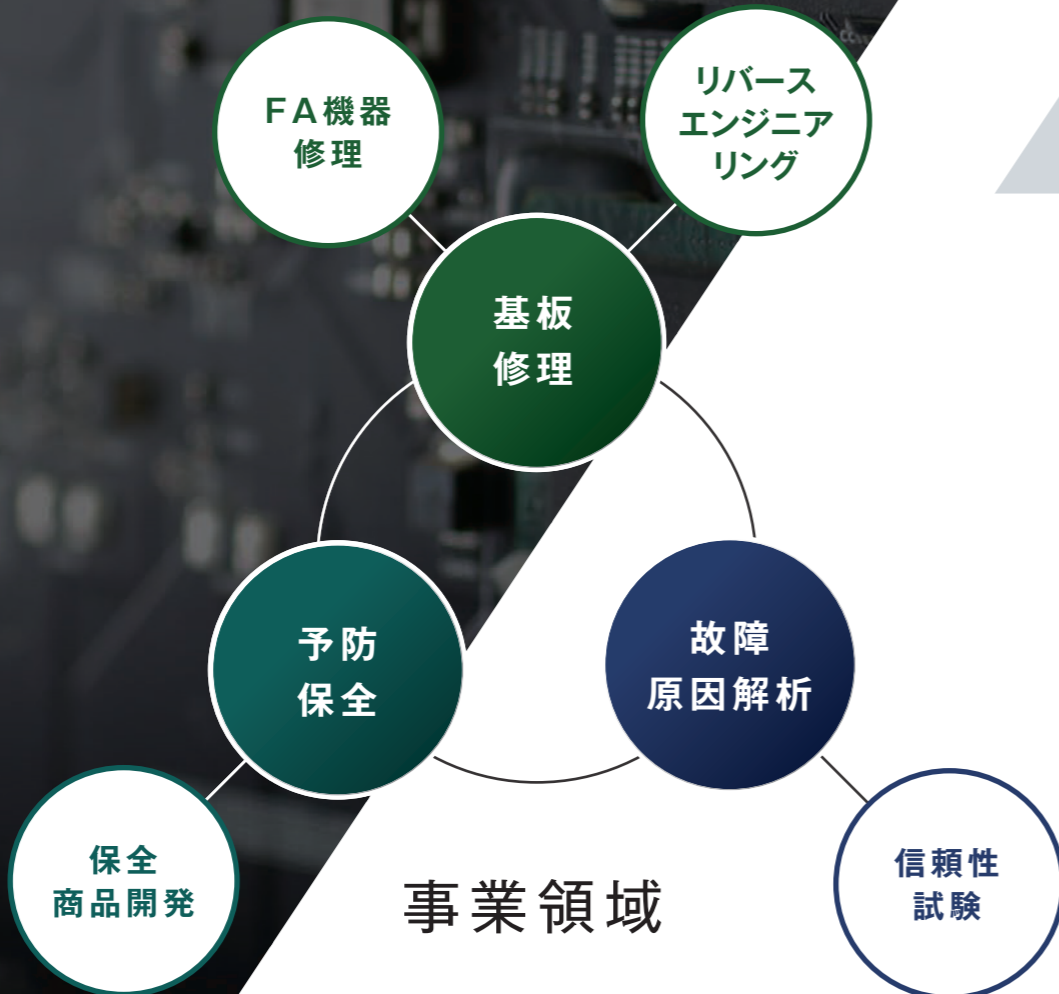 FA機器
修理
リバース
エンジニア
リング
基板
修理
予防
保全
故障
原因解析
保全
商品開発
信頼性
試験
事業領域